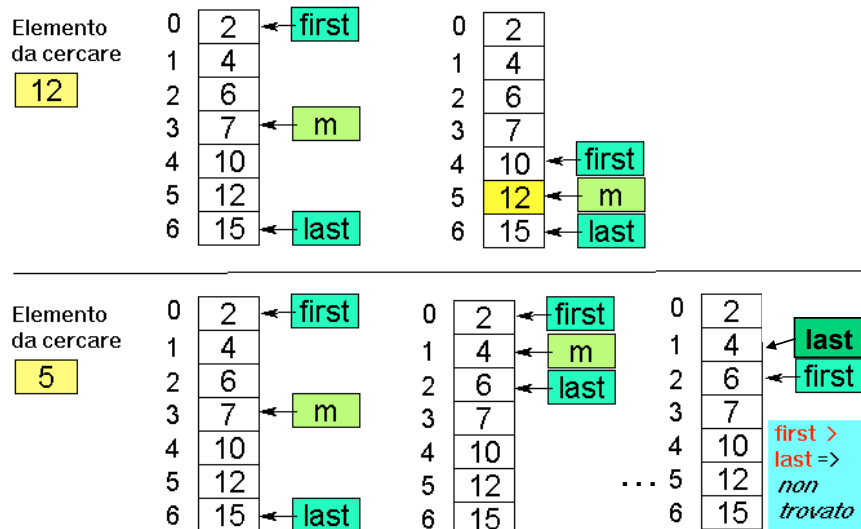 Elemento
da cercare
12
0 2 first
1 4
2 6
3 7 m
4 10
5 12
6 15 last
0 2
1 4
2 6
3 7
4 10 first
5 12 m
6 15 last
Elemento
da cercare
5
0 2 first
1 4
2 6
3 7 m
4 10
5 12
6 15 last
0 2 first
1 4 m
2 6 last
3 7
4 10
5 12
6 15
...
0 2
1 4 last
2 6 first
3 7
4 10
5 12
6 15
first >
last =>
non
trovato